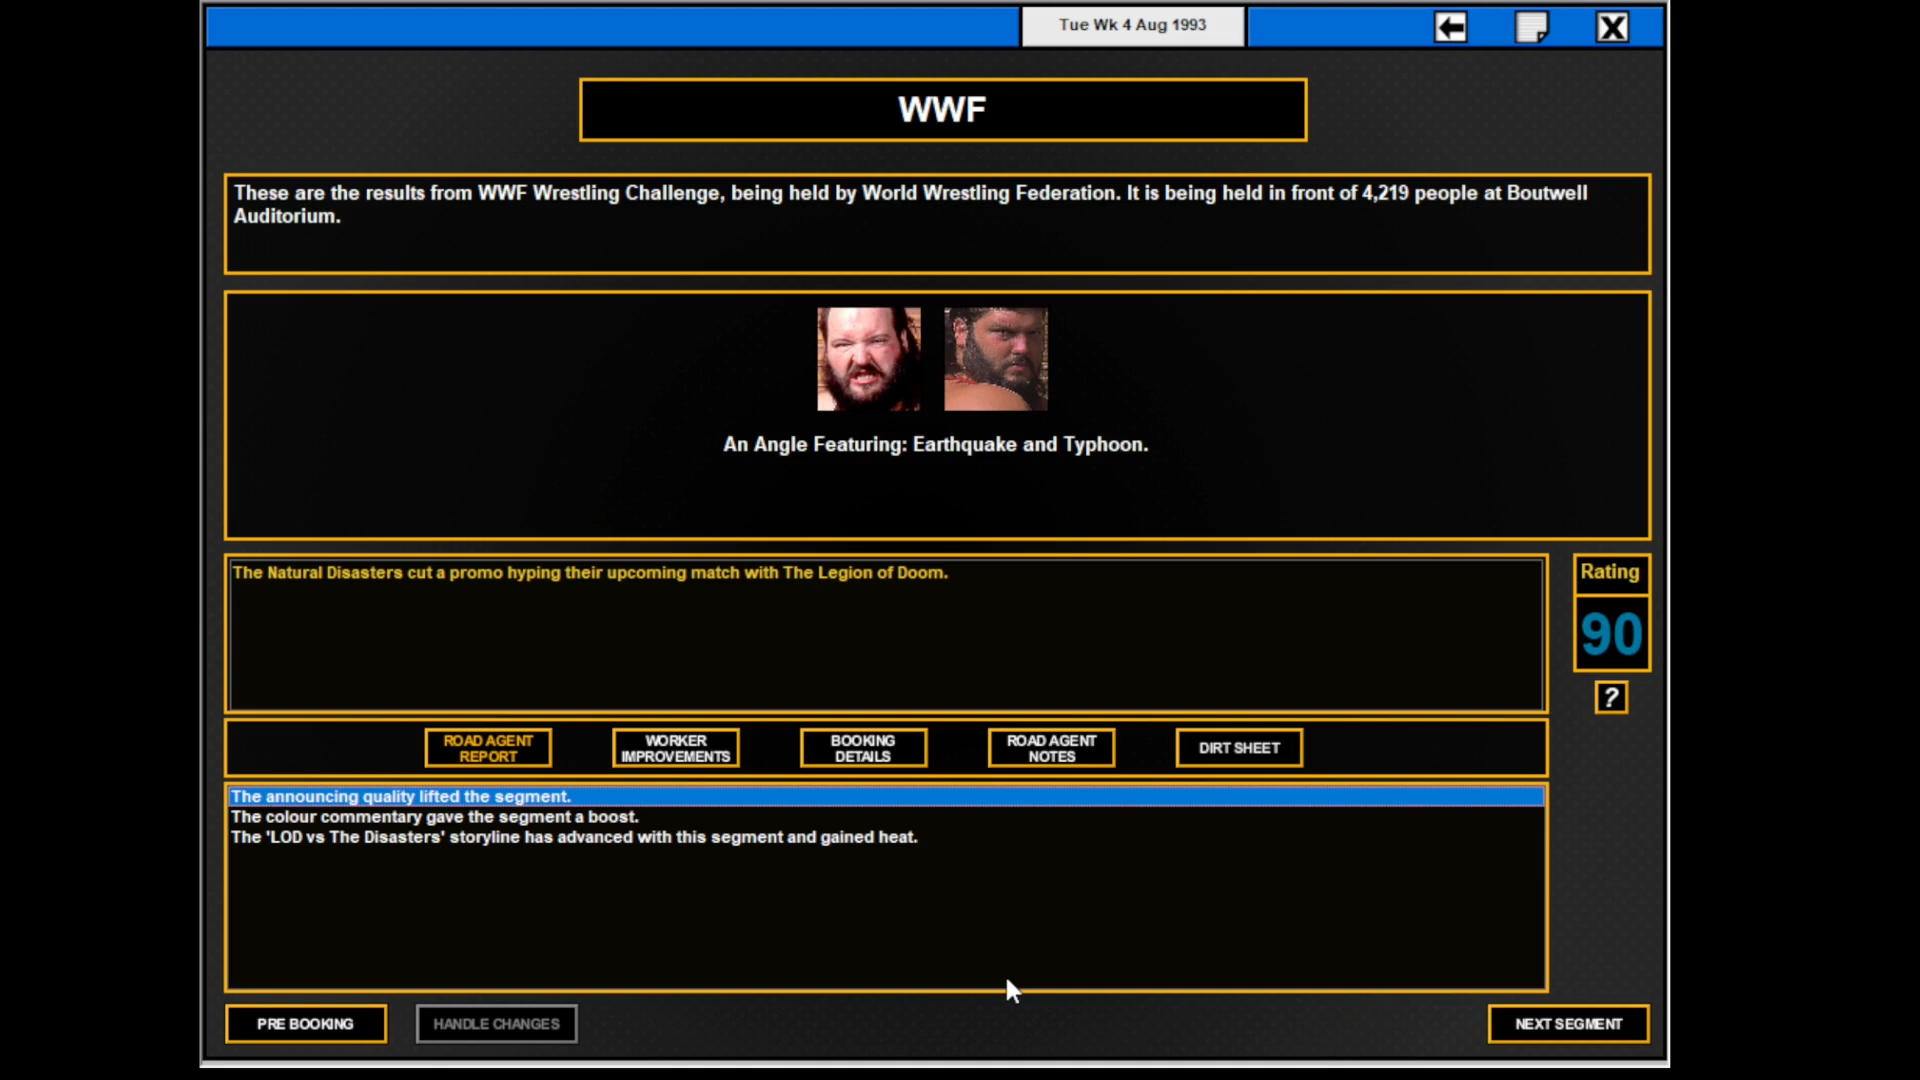 Tue Wk 4 Aug 1993
WWF
These are the results from WWF Wrestling Challenge, being held by World Wrestling Federation. It is being held in front of 4,219 people at Boutwell
Auditorium.
An Angle Featuring: Earthquake and Typhoon.
The Natural Disasters cut a promo hyping their upcoming match with The Legion of Doom.
Rating
90
?
ROAD AGENT
REPORT
WORKER
IMPROVEMENTS
BOOKING
DETAILS
ROAD AGENT
NOTES
DIRT SHEET
The announcing quality lifted the segment.
The colour commentary gave the segment a boost.
The 'LOD vs The Disasters' storyline has advanced with this segment and gained heat.
PRE BOOKING
HANDLE CHANGES
NEXT SEGMENT